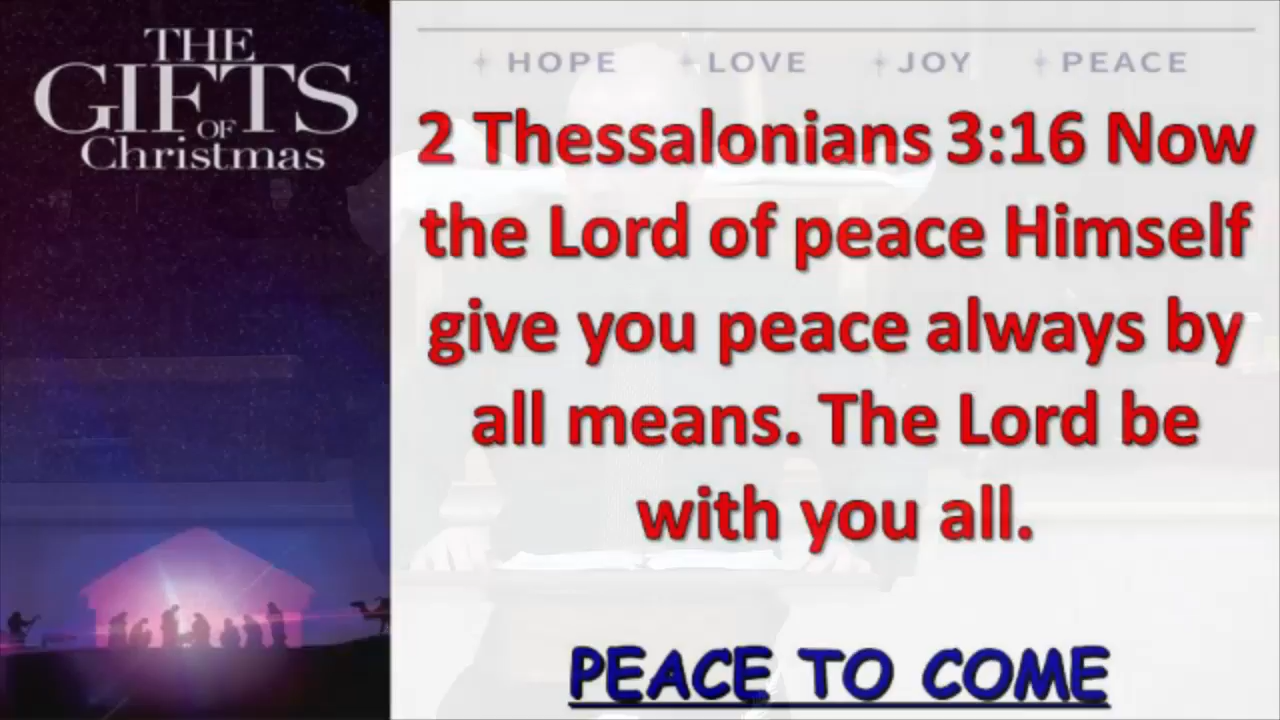 THE
GIFTS
OF
Christmas
HOPE LOVE JOY PEACE
2 Thessalonians 3:16 Now
the Lord of peace Himself
give you peace always by
all means. The Lord be
with you all.
PEACE TO COME